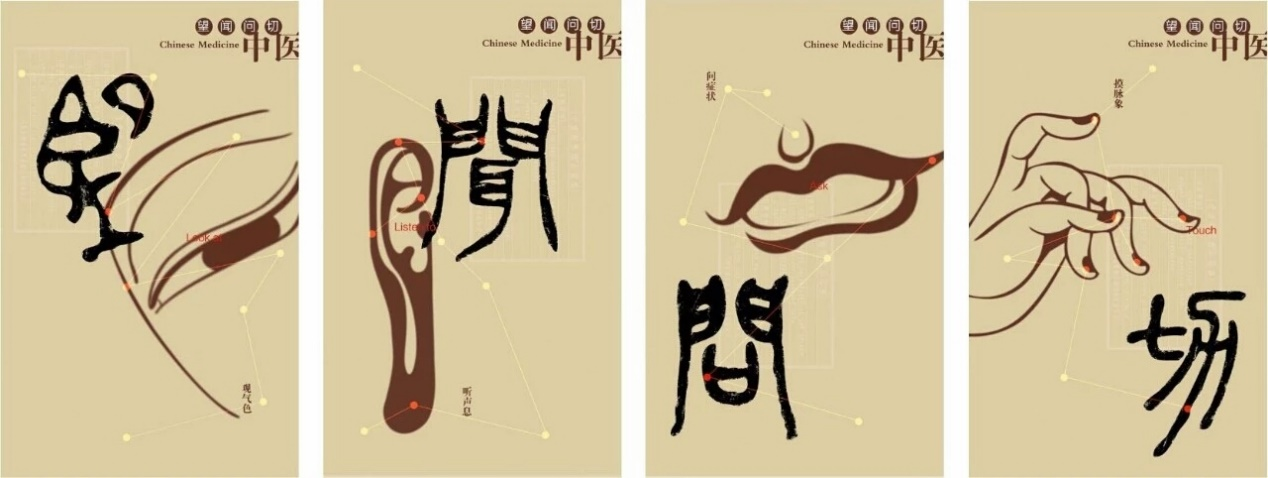 望闻问切
Chinese Medicine 中医
望
Look at
观气色
望闻问切
Chinese Medicine 中医
聞
Listen to
听声息
望闻问切
Chinese Medicine 中医
问症状
Ask
問
望闻问切
Chinese Medicine 中医
摸脉象
Touch
切